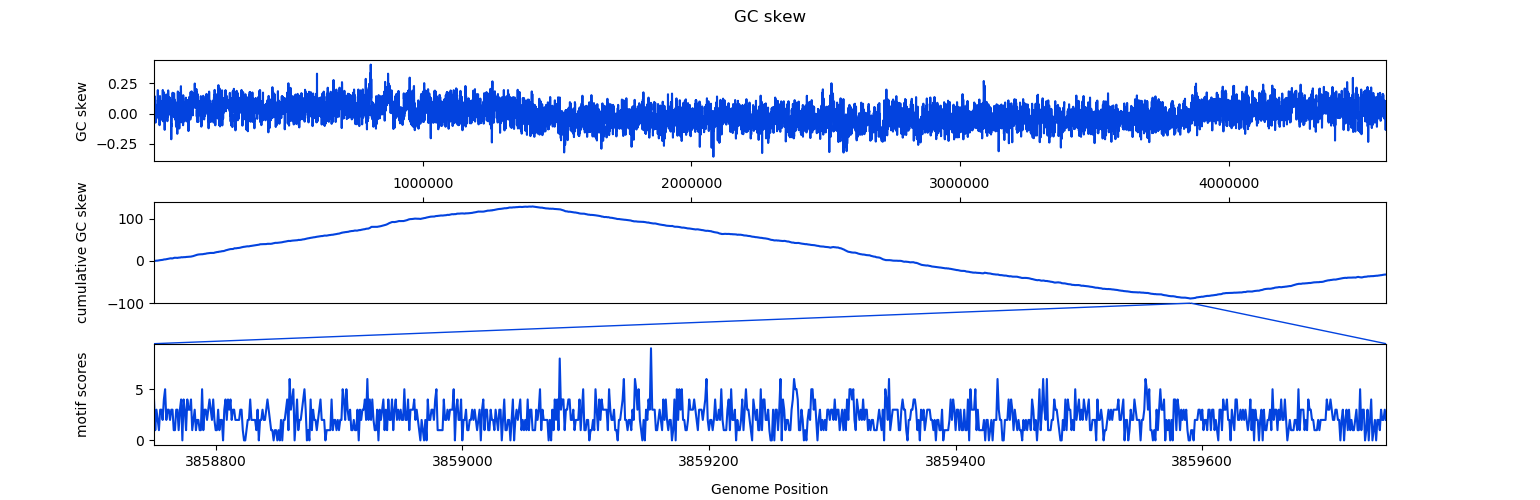 GC skew
GC skew
0.25
0.00
−0.25
1000000 2000000 3000000 4000000
cumulative GC skew
100
0
−100
motif scores
5
0
3858800 3859000 3859200 3859400 3859600
Genome Position